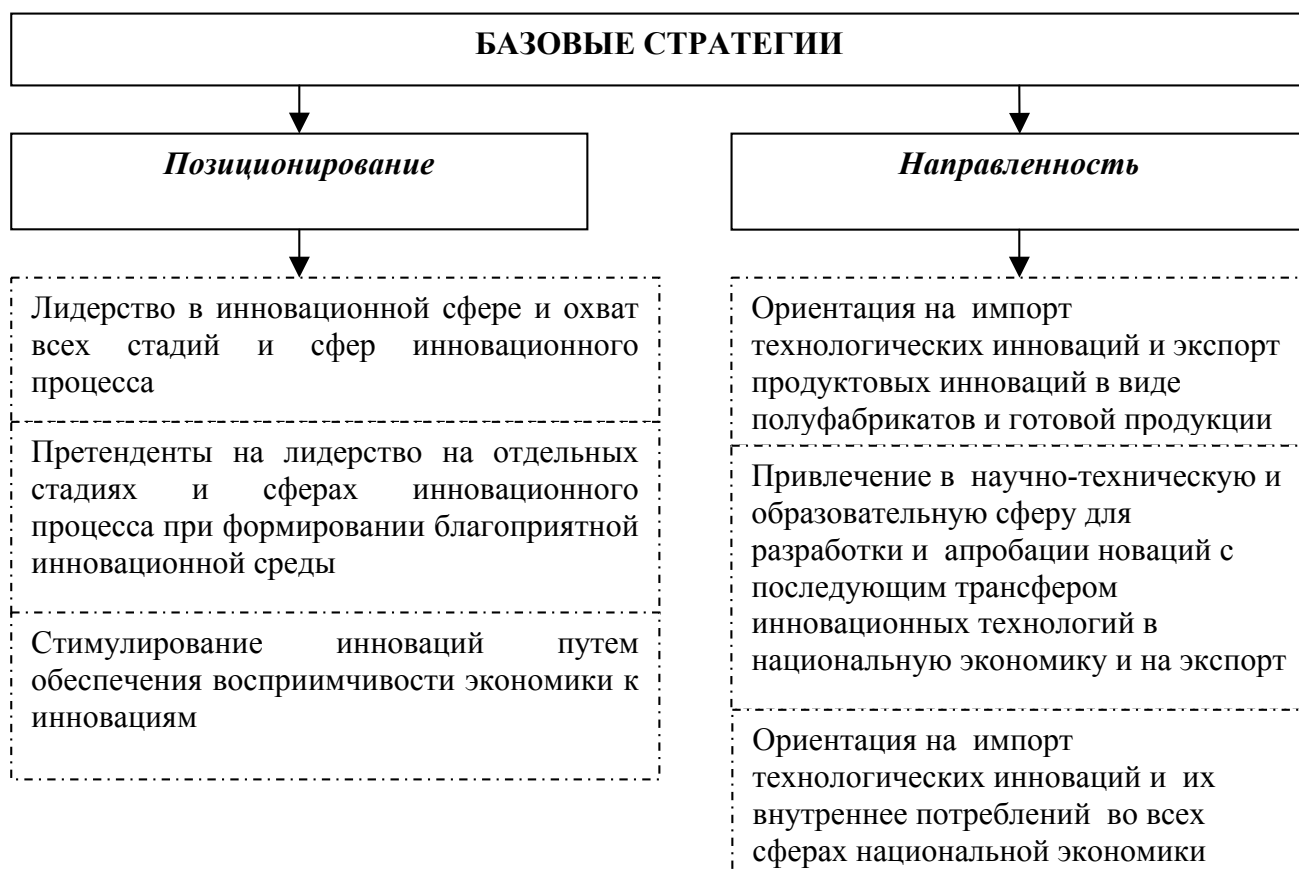 БАЗОВЫЕ СТРАТЕГИИ
Позиционирование
Лидерство в инновационной сфере и охват
всех стадий и сфер инновационного
процесса
Претенденты на лидерство на отдельных
стадиях и сферах инновационного
процесса при формировании благоприятной
инновационной среды
Стимулирование инноваций путем
обеспечения восприимчивости экономики к
инновациям
Направленность
Ориентация на импорт
технологических инноваций и экспорт
продуктовых инноваций в виде
полуфабрикатов и готовой продукции
Привлечение в научно-техническую и
образовательную сферу для
разработки и апробации новаций с
последующим трансфером
инновационных технологий в
национальную экономику и на экспорт
Ориентация на импорт
технологических инноваций и их
внутреннее потреблений во всех
сферах национальной экономики